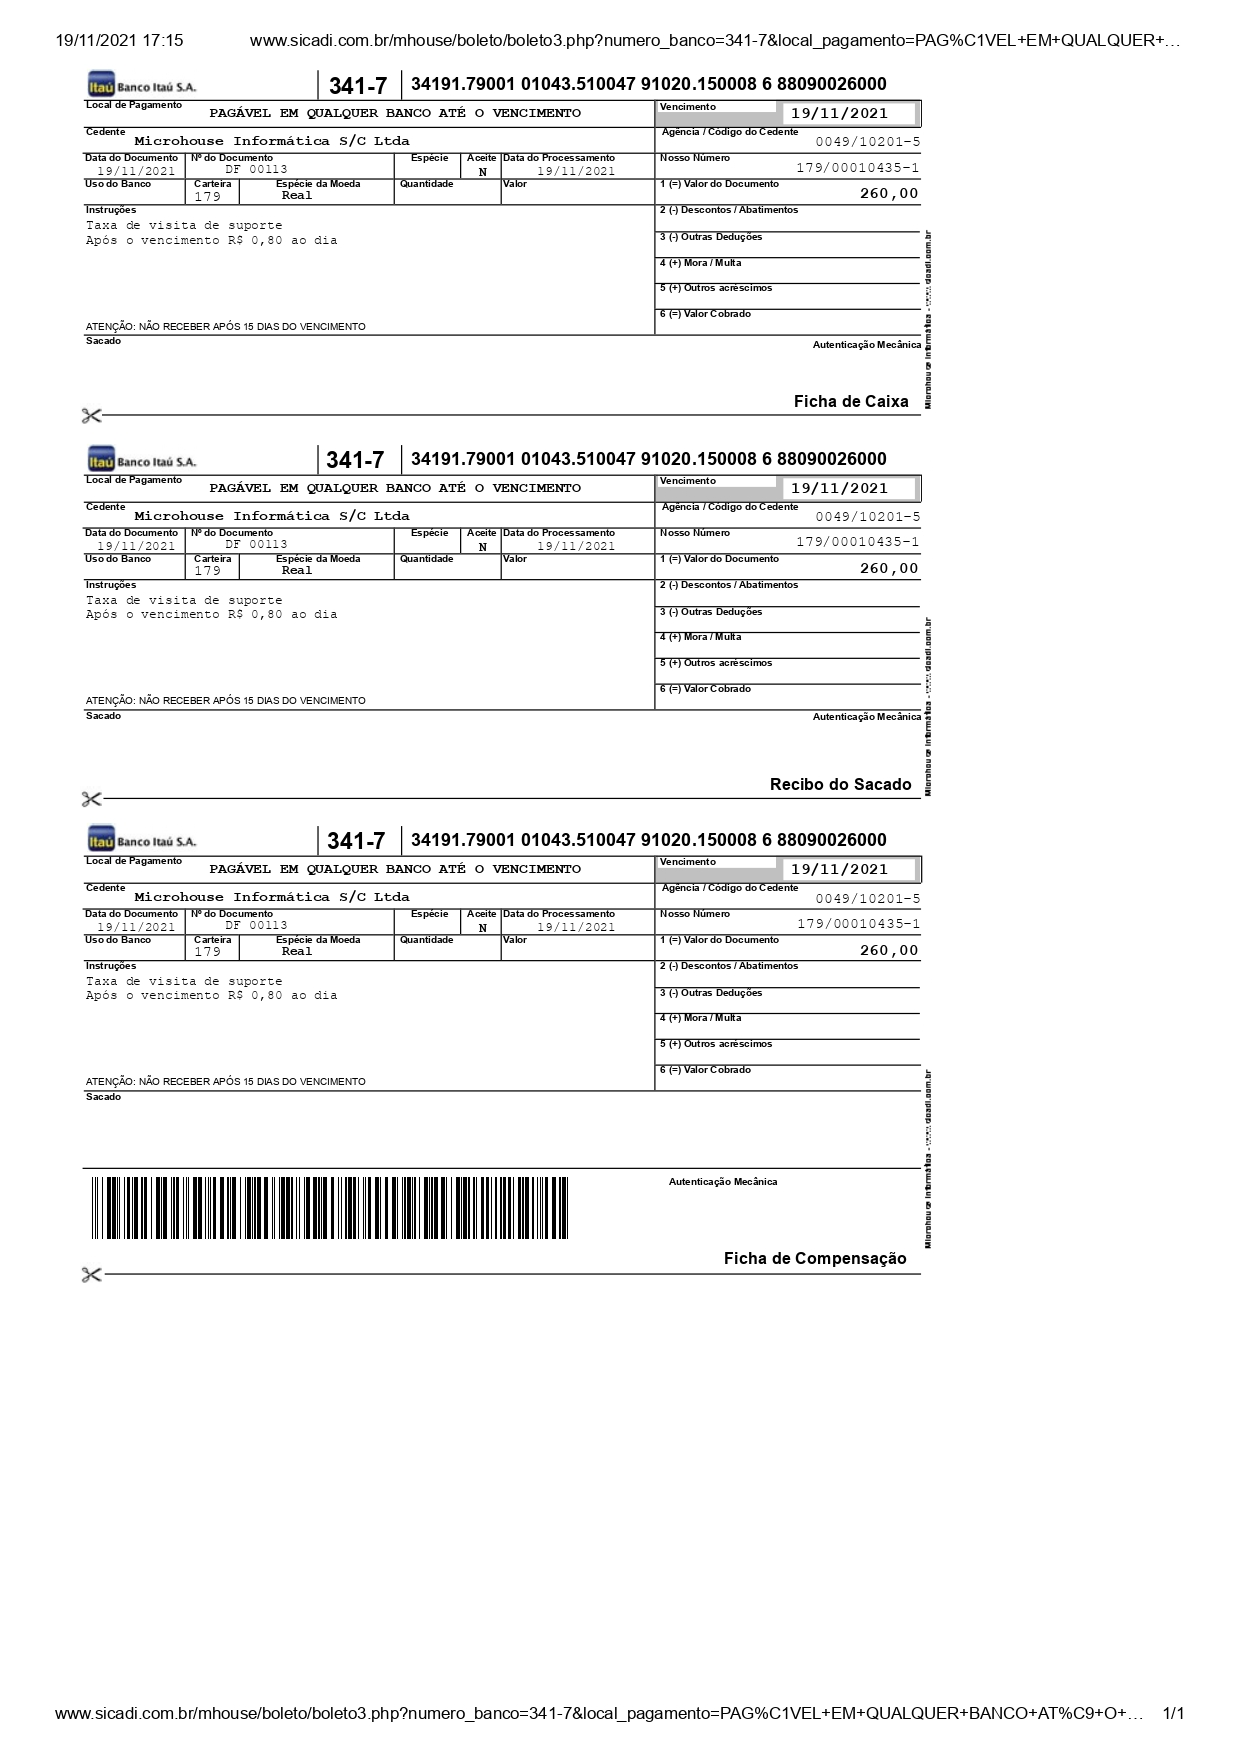 19/11/2021 17:15 www.sicadi.com.br/mhouse/boleto/boleto3.php?numero_banco=341-7&local_pagamento=PAG%C1VEL+EM+QUALQUER+…
Itaú Banco Itaú S.A. 341-7 34191.79001 01043.510047 91020.150008 6 88090026000
Local de Pagamento PAGÁVEL EM QUALQUER BANCO ATÉ O VENCIMENTO Vencimento 19/11/2021
Cedente Microhouse Informática S/C Ltda Agência / Código do Cedente 0049/10201-5
Data do Documento Nº do Documento Espécie Aceite Data do Processamento Nosso Número
19/11/2021 DF 00113 N 19/11/2021 179/00010435-1
Uso do Banco Carteira Espécie da Moeda Quantidade Valor 1 (=) Valor do Documento
179 Real 260,00
Instruções 2 (-) Descontos / Abatimentos
Taxa de visita de suporte
Após o vencimento R$ 0,80 ao dia 3 (-) Outras Deduções
4 (+) Mora / Multa
5 (+) Outros acréscimos
6 (=) Valor Cobrado
ATENÇÃO: NÃO RECEBER APÓS 15 DIAS DO VENCIMENTO
Sacado Autenticação Mecânica
Ficha de Caixa
Microhouse Informática - www.sicadi.com.br
Itaú Banco Itaú S.A. 341-7 34191.79001 01043.510047 91020.150008 6 88090026000
Local de Pagamento PAGÁVEL EM QUALQUER BANCO ATÉ O VENCIMENTO Vencimento 19/11/2021
Cedente Microhouse Informática S/C Ltda Agência / Código do Cedente 0049/10201-5
Data do Documento Nº do Documento Espécie Aceite Data do Processamento Nosso Número
19/11/2021 DF 00113 N 19/11/2021 179/00010435-1
Uso do Banco Carteira Espécie da Moeda Quantidade Valor 1 (=) Valor do Documento
179 Real 260,00
Instruções 2 (-) Descontos / Abatimentos
Taxa de visita de suporte
Após o vencimento R$ 0,80 ao dia 3 (-) Outras Deduções
4 (+) Mora / Multa
5 (+) Outros acréscimos
6 (=) Valor Cobrado
ATENÇÃO: NÃO RECEBER APÓS 15 DIAS DO VENCIMENTO
Sacado Autenticação Mecânica
Recibo do Sacado
Microhouse Informática - www.sicadi.com.br
Itaú Banco Itaú S.A. 341-7 34191.79001 01043.510047 91020.150008 6 88090026000
Local de Pagamento PAGÁVEL EM QUALQUER BANCO ATÉ O VENCIMENTO Vencimento 19/11/2021
Cedente Microhouse Informática S/C Ltda Agência / Código do Cedente 0049/10201-5
Data do Documento Nº do Documento Espécie Aceite Data do Processamento Nosso Número
19/11/2021 DF 00113 N 19/11/2021 179/00010435-1
Uso do Banco Carteira Espécie da Moeda Quantidade Valor 1 (=) Valor do Documento
179 Real 260,00
Instruções 2 (-) Descontos / Abatimentos
Taxa de visita de suporte
Após o vencimento R$ 0,80 ao dia 3 (-) Outras Deduções
4 (+) Mora / Multa
5 (+) Outros acréscimos
6 (=) Valor Cobrado
ATENÇÃO: NÃO RECEBER APÓS 15 DIAS DO VENCIMENTO
Sacado
Autenticação Mecânica
Ficha de Compensação
Microhouse Informática - www.sicadi.com.br
www.sicadi.com.br/mhouse/boleto/boleto3.php?numero_banco=341-7&local_pagamento=PAG%C1VEL+EM+QUALQUER+BANCO+AT%C9+O+… 1/1